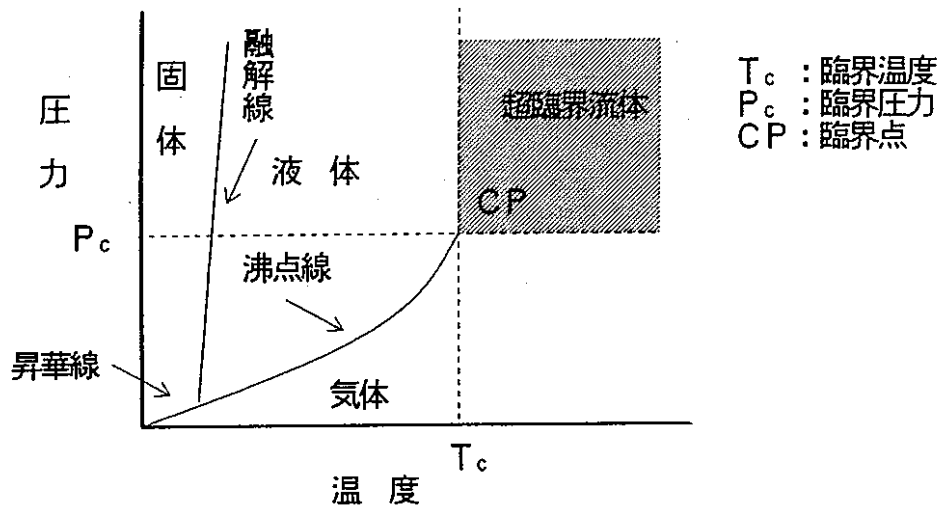 固体
融解線
Tc：臨界温度
Pc：臨界圧力
CP：臨界点
超臨界流体
圧力
液 体
CP
Pc
沸点線
昇華線
気体
Tc
温 度